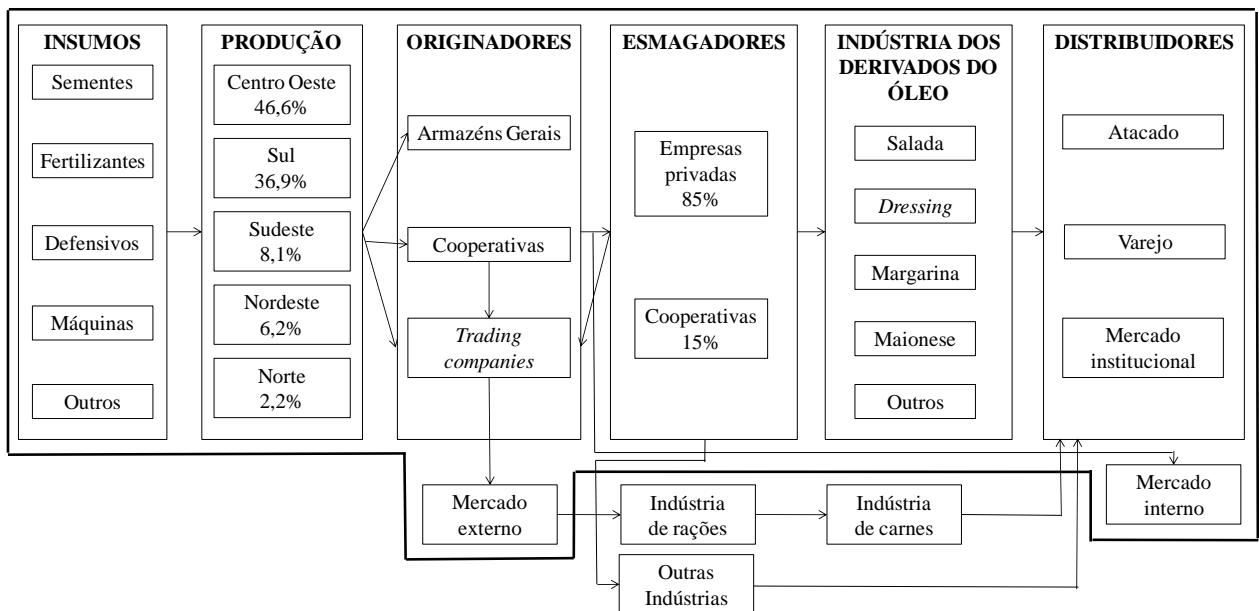 INSUMOS
Sementes
Fertilizantes
Defensivos
Máquinas
Outros
PRODUÇÃO
Centro Oeste
46,6%
Sul
36,9%
Sudeste
8,1%
Nordeste
6,2%
Norte
2,2%
ORIGINADORES
Armazéns Gerais
Cooperativas
Trading
companies
ESMAGADORES
Empresas
privadas
85%
Cooperativas
15%
INDÚSTRIA DOS
DERIVADOS DO
ÓLEO
Salada
Dressing
Margarina
Maionese
Outros
DISTRIBUIDORES
Atacado
Varejo
Mercado
institucional
Mercado
externo
Indústria
de rações
Indústria
de carnes
Mercado
interno
Outras
Indústrias